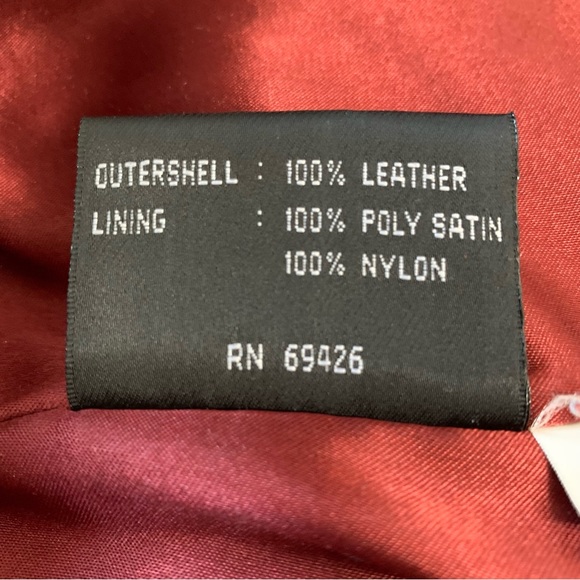 OUTERSHELL : 100% LEATHER
LINING : 100% POLY SATIN
100% NYLON
RN 69426